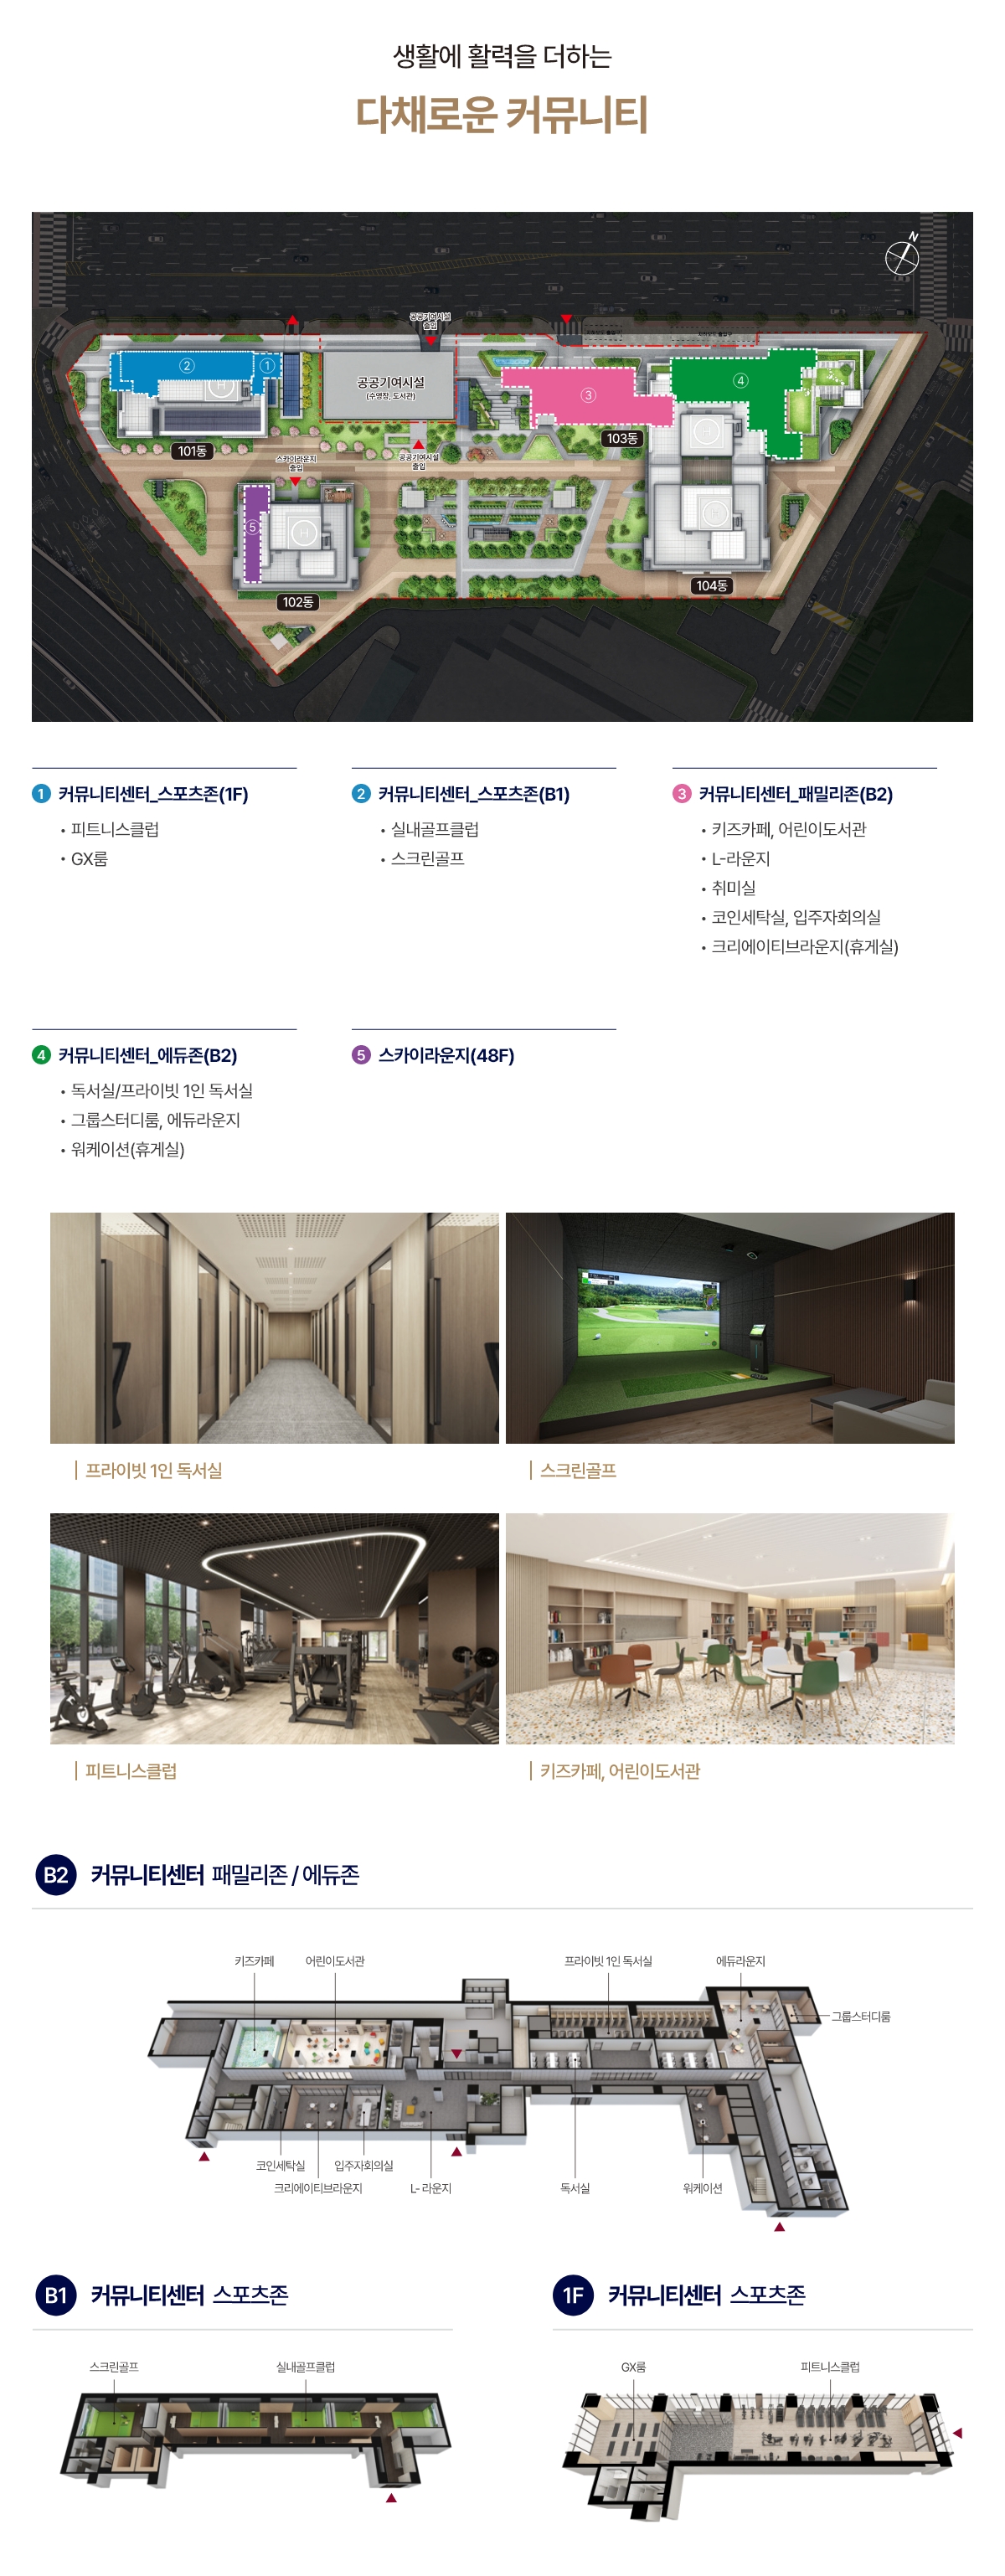 생활에 활력을 더하는
다채로운 커뮤니티
N
공공기여시설
출입
2
1
공공기여시설
(수영장, 도서관)
3
4
101동
스카이라운지
출입
공공기여시설
출입
103동
5
102동
104동
1 커뮤니티센터_스포츠존(1F)
• 피트니스클럽
• GX룸
2 커뮤니티센터_스포츠존(B1)
• 실내골프클럽
• 스크린골프
3 커뮤니티센터_패밀리존(B2)
• 키즈카페, 어린이도서관
• L-라운지
• 취미실
• 코인세탁실, 입주자회의실
• 크리에이티브라운지(휴게실)
4 커뮤니티센터_에듀존(B2)
• 독서실/프라이빗 1인 독서실
• 그룹스터디룸, 에듀라운지
• 워케이션(휴게실)
5 스카이라운지(48F)
프라이빗 1인 독서실
스크린골프
피트니스클럽
키즈카페, 어린이도서관
B2 커뮤니티센터 패밀리존 / 에듀존
키즈카페
어린이도서관
프라이빗 1인 독서실
에듀라운지
그룹스터디룸
코인세탁실
입주자회의실
크리에이티브라운지
L- 라운지
독서실
워케이션
B1 커뮤니티센터 스포츠존
스크린골프
실내골프클럽
1F 커뮤니티센터 스포츠존
GX룸
피트니스클럽